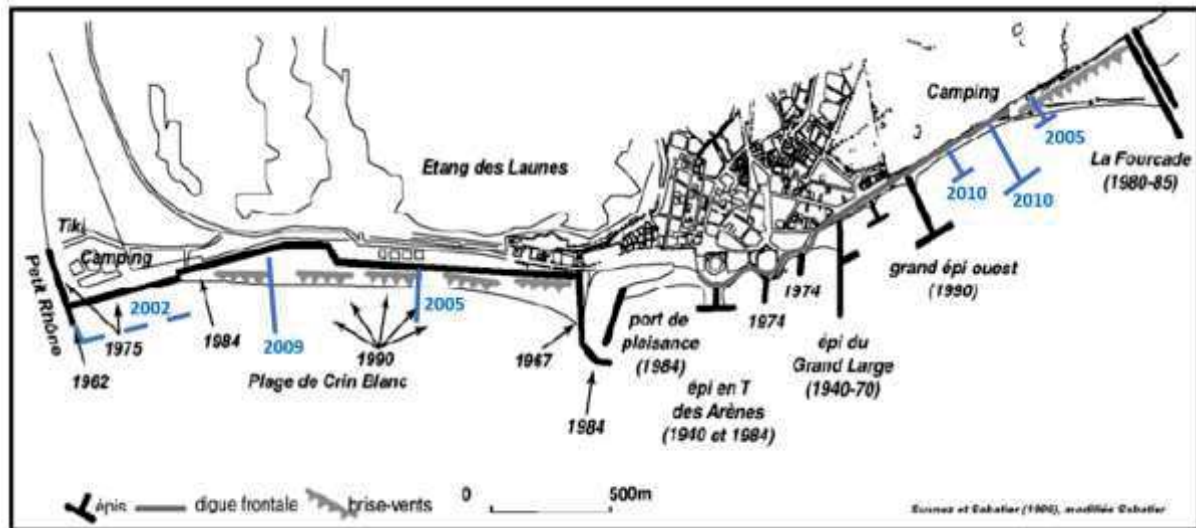 Camping
2005
La Fourcade
(1980-85)
2010
2010
Etang des Launes
grand épi ouest
(1990)
Tiki
Camping
Petit Rhône
2002
1975
1984
2009
1990
2005
Plage de Crin Blanc
1967
1984
port de
plaisance
(1984)
1974
1974
épi en T
des Arènes
(1940 et 1984)
épi du
Grand Large
(1940-70)
1962
épis
digue frontale
brise-vents
0
500m
et Sabatier modifiés Sabatier